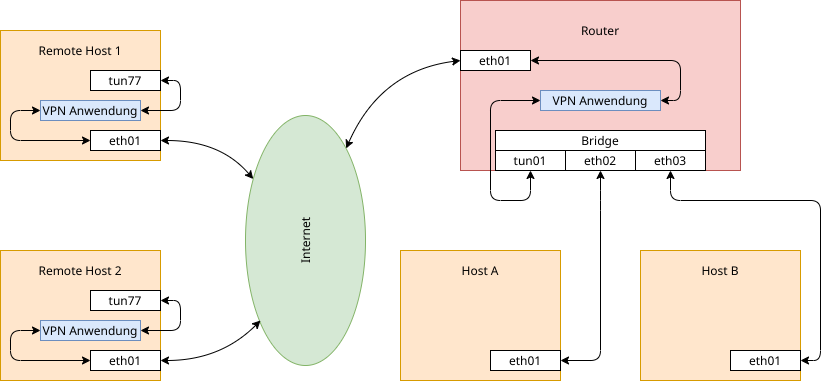 Remote Host 1
tun77
VPN Anwendung
eth01
Remote Host 2
tun77
VPN Anwendung
eth01
Internet
Router
eth01
VPN Anwendung
Bridge
tun01 eth02 eth03
Host A
eth01
Host B
eth01